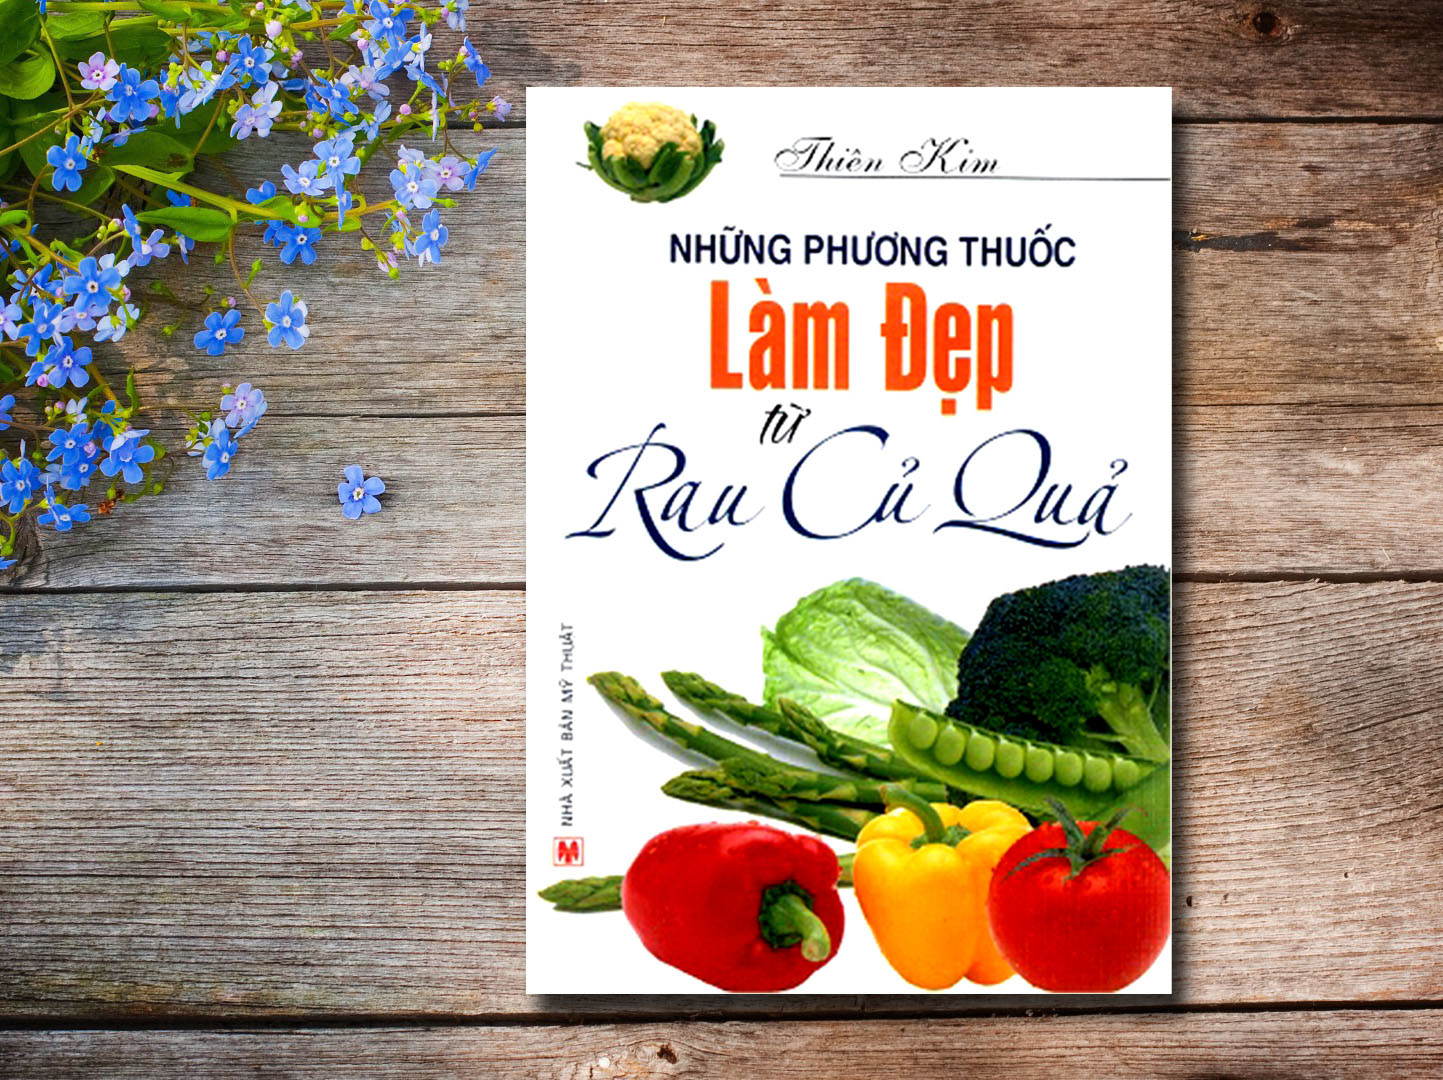 Thiên Kim
NHỮNG PHƯƠNG THUỐC
Làm Đẹp
từ
Rau Củ Quả
NHÀ XUẤT BẢN MỸ THUẬT